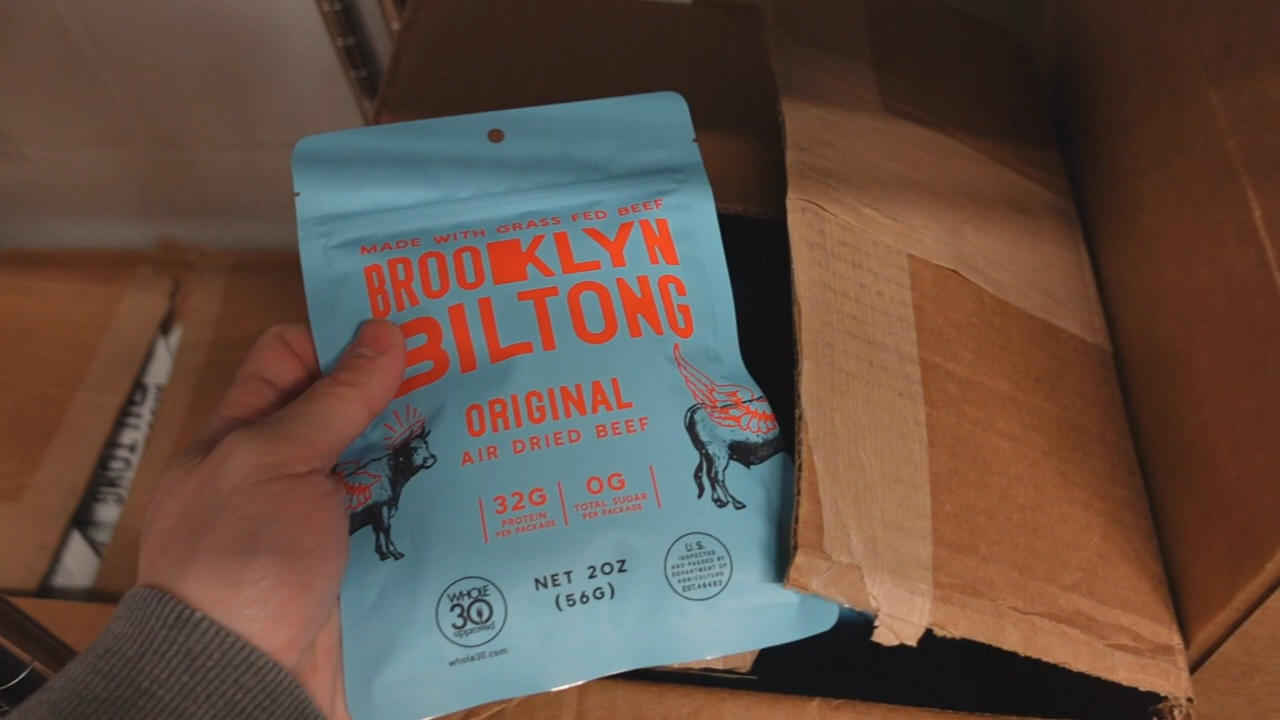 MADE WITH GRASS FED BEEF
BROOKLYN
BILTONG
ORIGINAL
AIR DRIED BEEF
32G
PROTEIN
PER PACKAGE
0G
TOTAL SUGAR
PER PACKAGE
NET 2OZ
(56G)
WHOLE
30
approved
whole30.com
U.S.
INSPECTED
AND PASSED BY
DEPARTMENT OF
AGRICULTURE
EST.46493